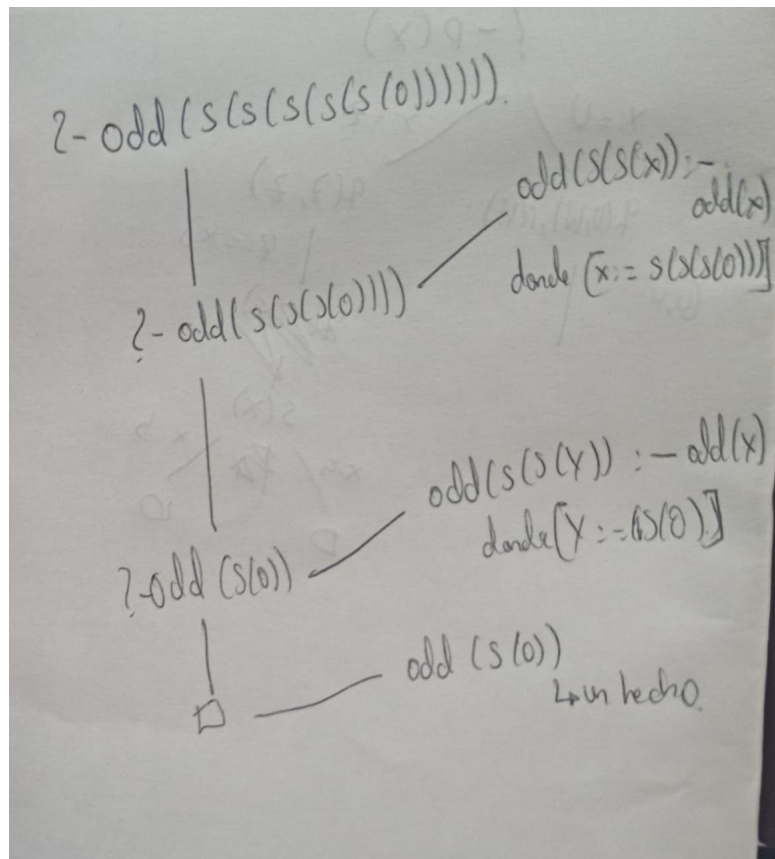 ?- odd(s(s(s(s(s(0)))))).
odd(s(s(x)):-
odd(x)
donde [x:= s(s(s(0)))]
?- odd(s(s(s(0))))
odd(s(s(y)) :- odd(x)
donde[y:=(s(0)]
?-odd (s(0))
odd (s(0))
↳un hecho.